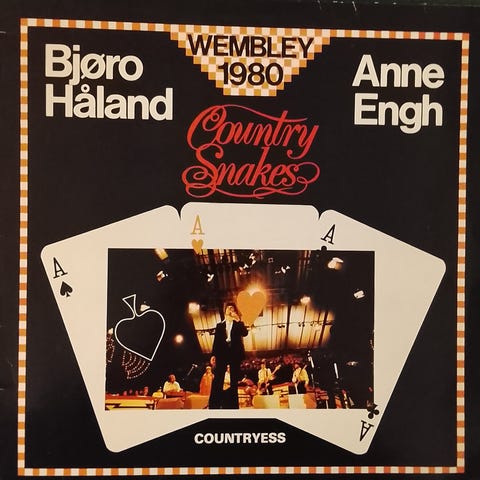 WEMBLEY
1980
Bjøro
Håland
Anne
Engh
Country
Snakes
A
A
A
A
COUNTRYESS